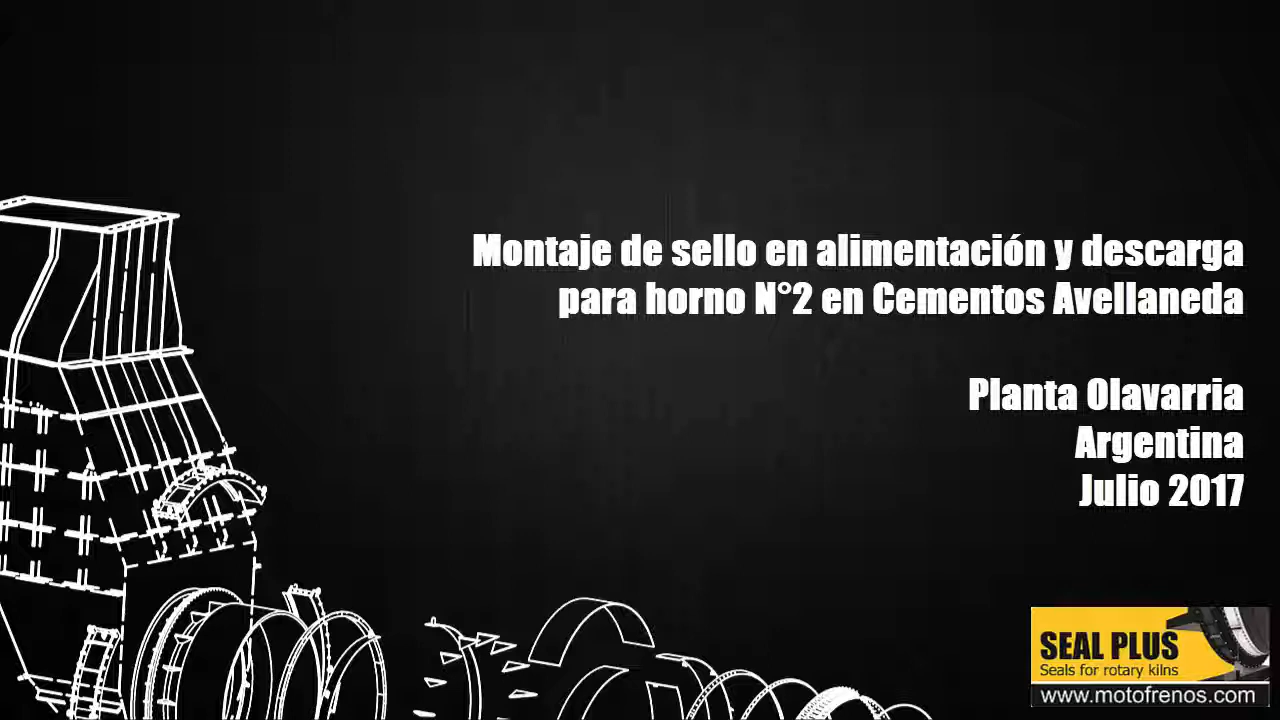 Montaje de sello en alimentación y descarga
para horno N°2 en Cementos Avellaneda
Planta Olavarria
Argentina
Julio 2017
SEAL PLUS
Seals for rotary kilns
www.motofrenos.com